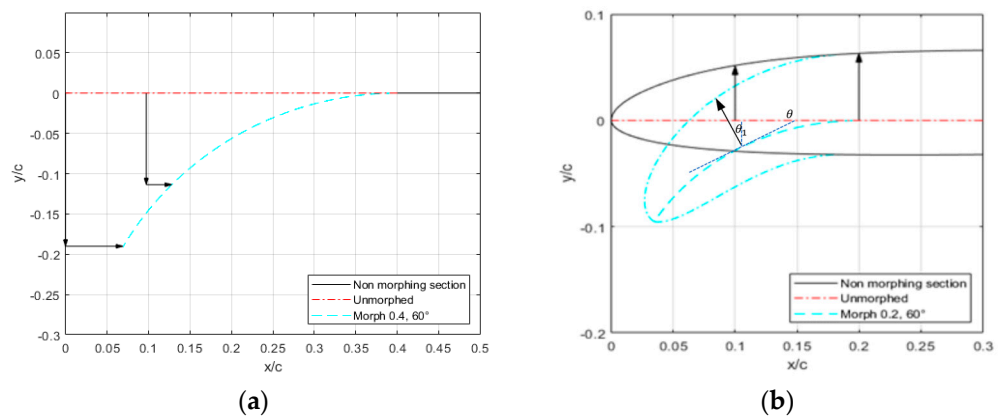 0.05
0
-0.05
-0.1
-0.15
-0.2
-0.25
-0.3
y/c
0 0.05 0.1 0.15 0.2 0.25 0.3 0.35 0.4 0.45 0.5
x/c
Non morphing section
Unmorphed
Morph 0.4, 60°
(a)
0.1
0
-0.1
-0.2
y/c
θ
θ1
0 0.05 0.1 0.15 0.2 0.25 0.3
x/c
Non morphing section
Unmorphed
Morph 0.2, 60°
(b)